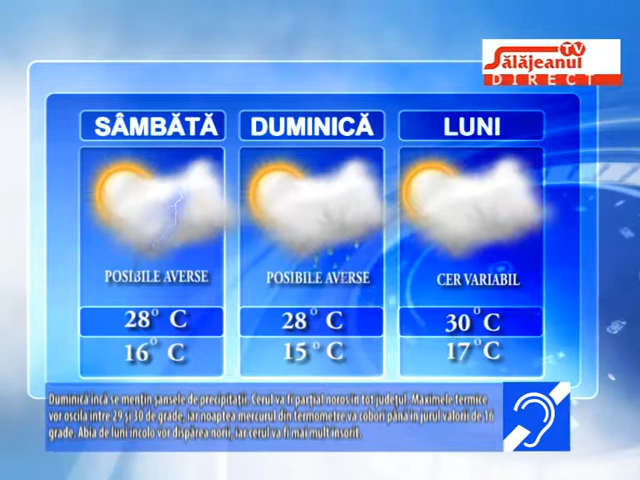 Sălăjeanul TV
DIRECT
SÂMBĂTĂ DUMINICĂ LUNI
POSIBILE AVERSE POSIBILE AVERSE CER VARIABIL
28° C 28° C 30° C
16° C 15° C 17° C
Duminică încă se mențin șansele de precipitații. Cerul va fi parțial noros în tot județul. Maximele termice
vor oscila între 29 și 30 de grade, iar noaptea mercurul din termometre va coborî până în jurul valorii de 16
grade. Abia de luni încolo vor dispărea norii, iar cerul va fi mai mult însorit.